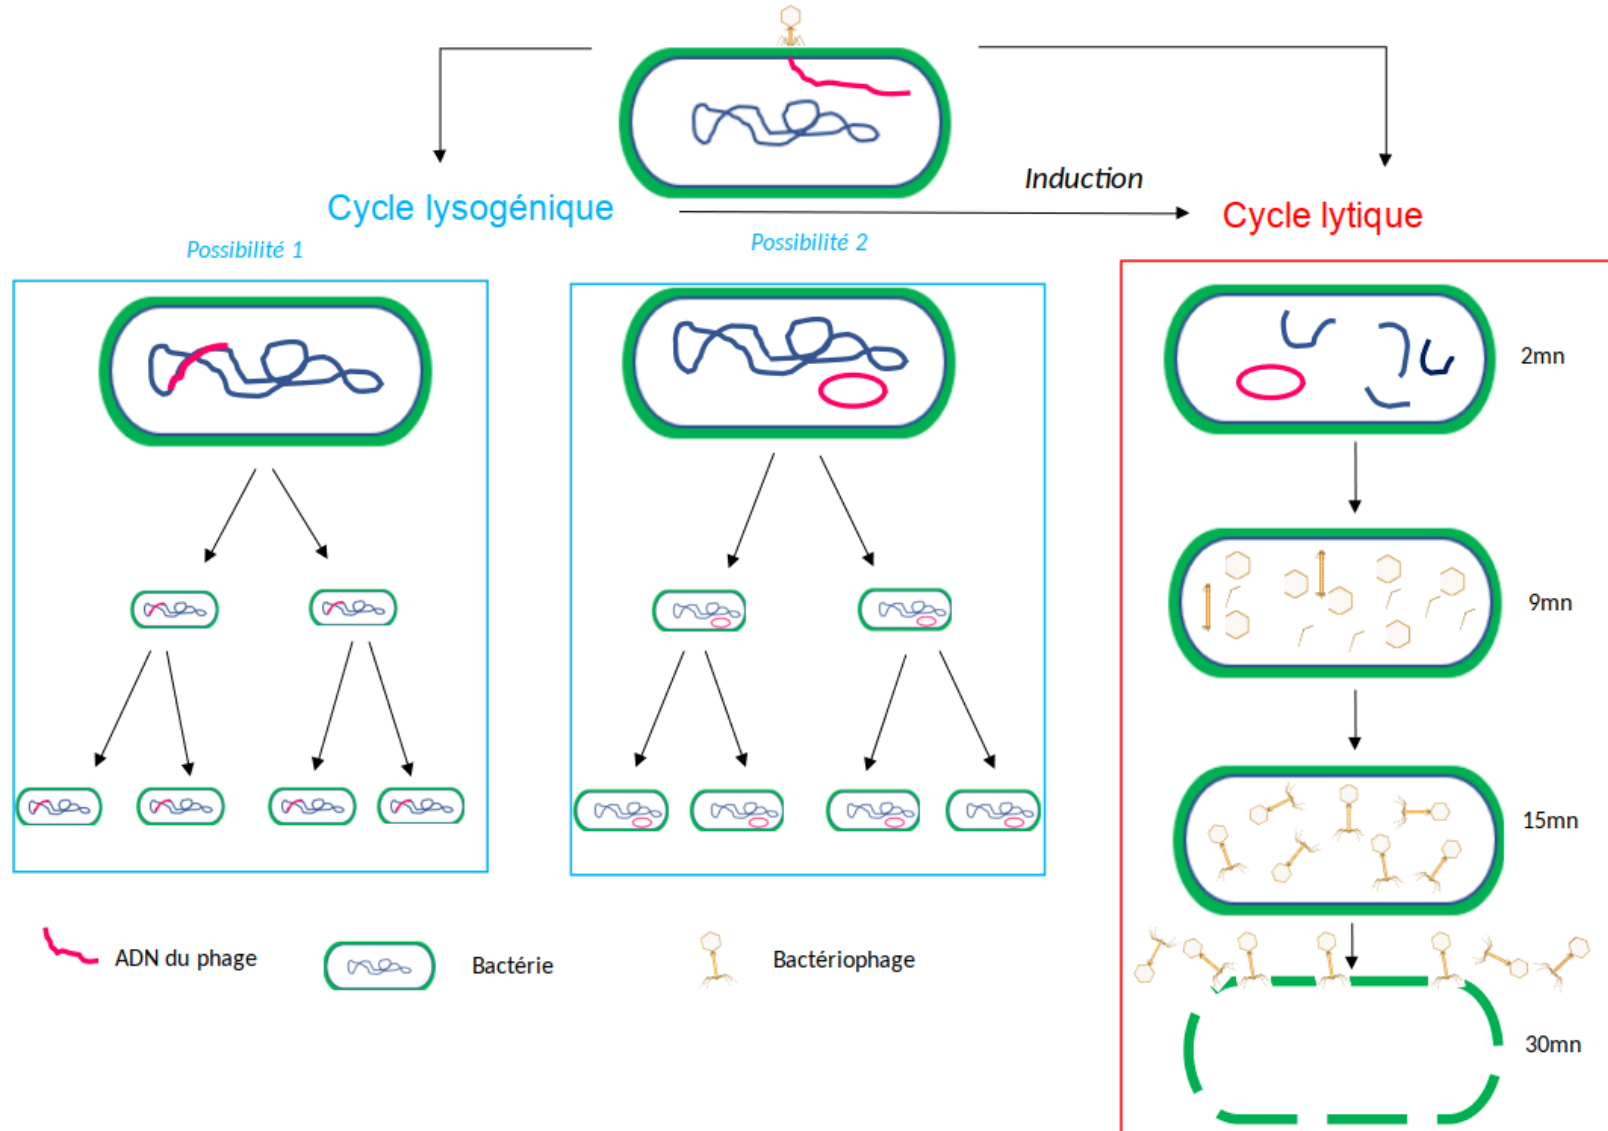 Induction
Cycle lysogénique
Cycle lytique
Possibilité 1
Possibilité 2
2mn
9mn
15mn
30mn
ADN du phage
Bactérie
Bactériophage